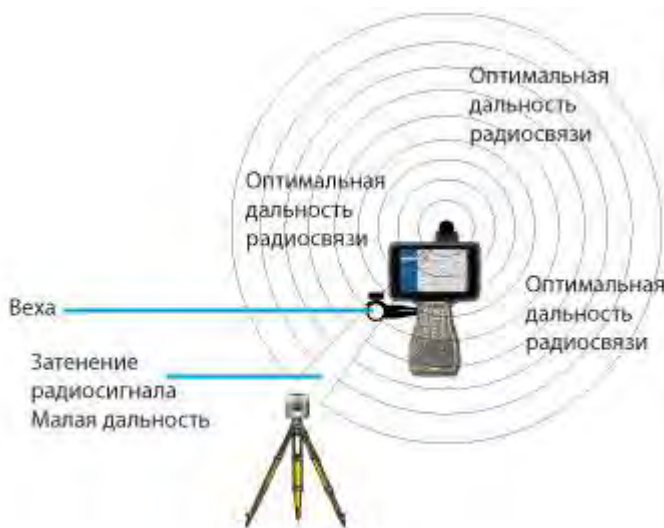 Оптимальная
дальность
радиосвязи
Оптимальная
дальность
радиосвязи
Оптимальная
дальность
радиосвязи
Веха
Затенение
радиосигнала
Малая дальность